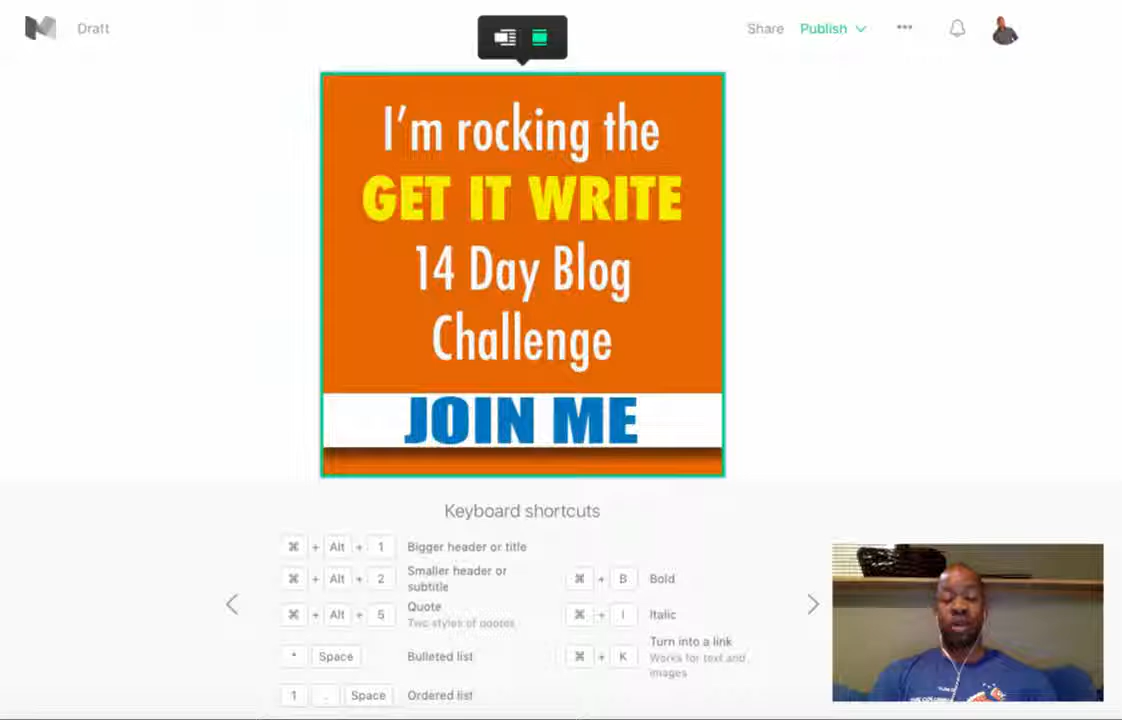 Draft
Share Publish
I'm rocking the
GET IT WRITE
14 Day Blog
Challenge
JOIN ME
Keyboard shortcuts
⌘ + Alt + 1 Bigger header or title
⌘ + Alt + 2 Smaller header or
subtitle
⌘ + B Bold
⌘ + Alt + 5 Quote
Two styles of quotes
⌘ + I Italic
* Space Bulleted list
⌘ + K Turn into a link
Works for text and
images
1 . Space Ordered list